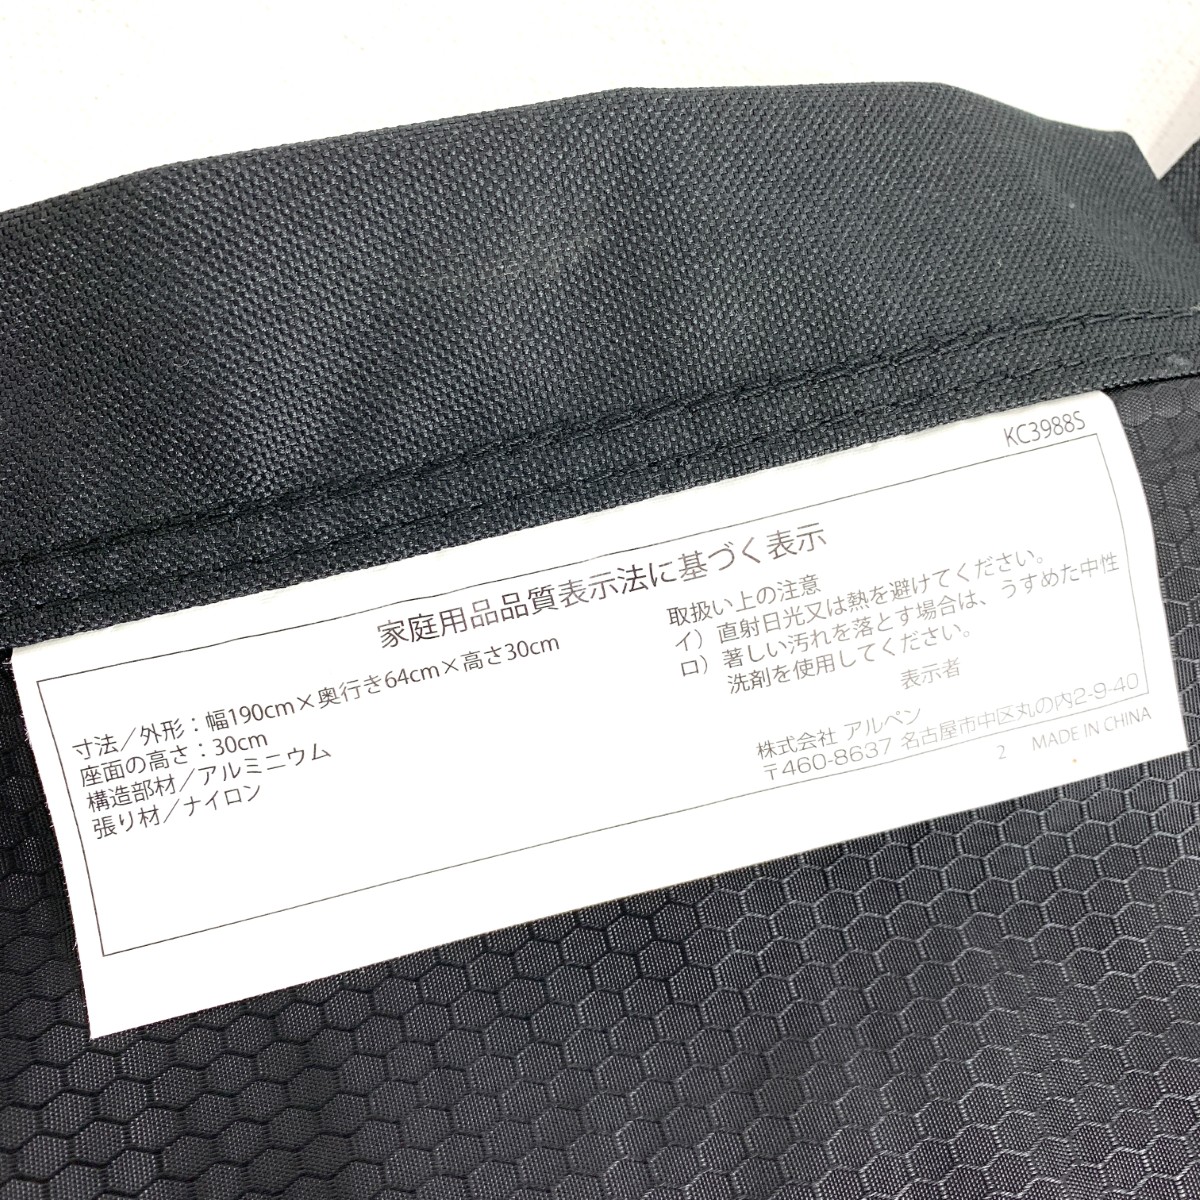 KC3988S
家庭用品品質表示法に基づく表示
寸法／外形：幅190cm×奥行き64cm×高さ30cm
座面の高さ：30cm
構造部材／アルミニウム
張り材／ナイロン
取扱い上の注意
イ）直射日光又は熱を避けてください。
ロ）著しい汚れを落とす場合は、うすめた中性
洗剤を使用してください。
表示者
株式会社 アルペン
〒460-8637 名古屋市中区丸の内2-9-40
2 MADE IN CHINA